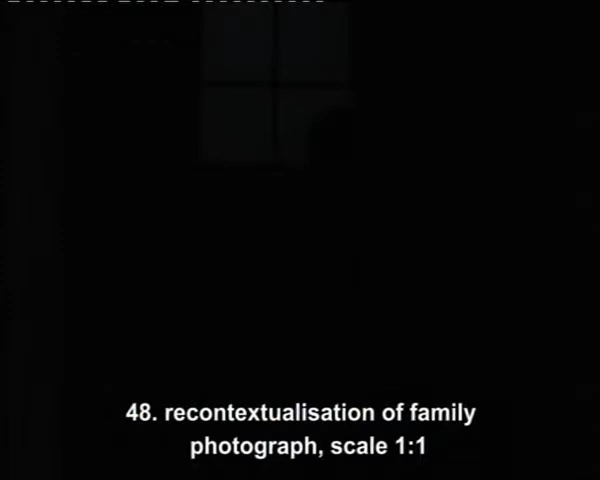 48. recontextualisation of family
photograph, scale 1:1